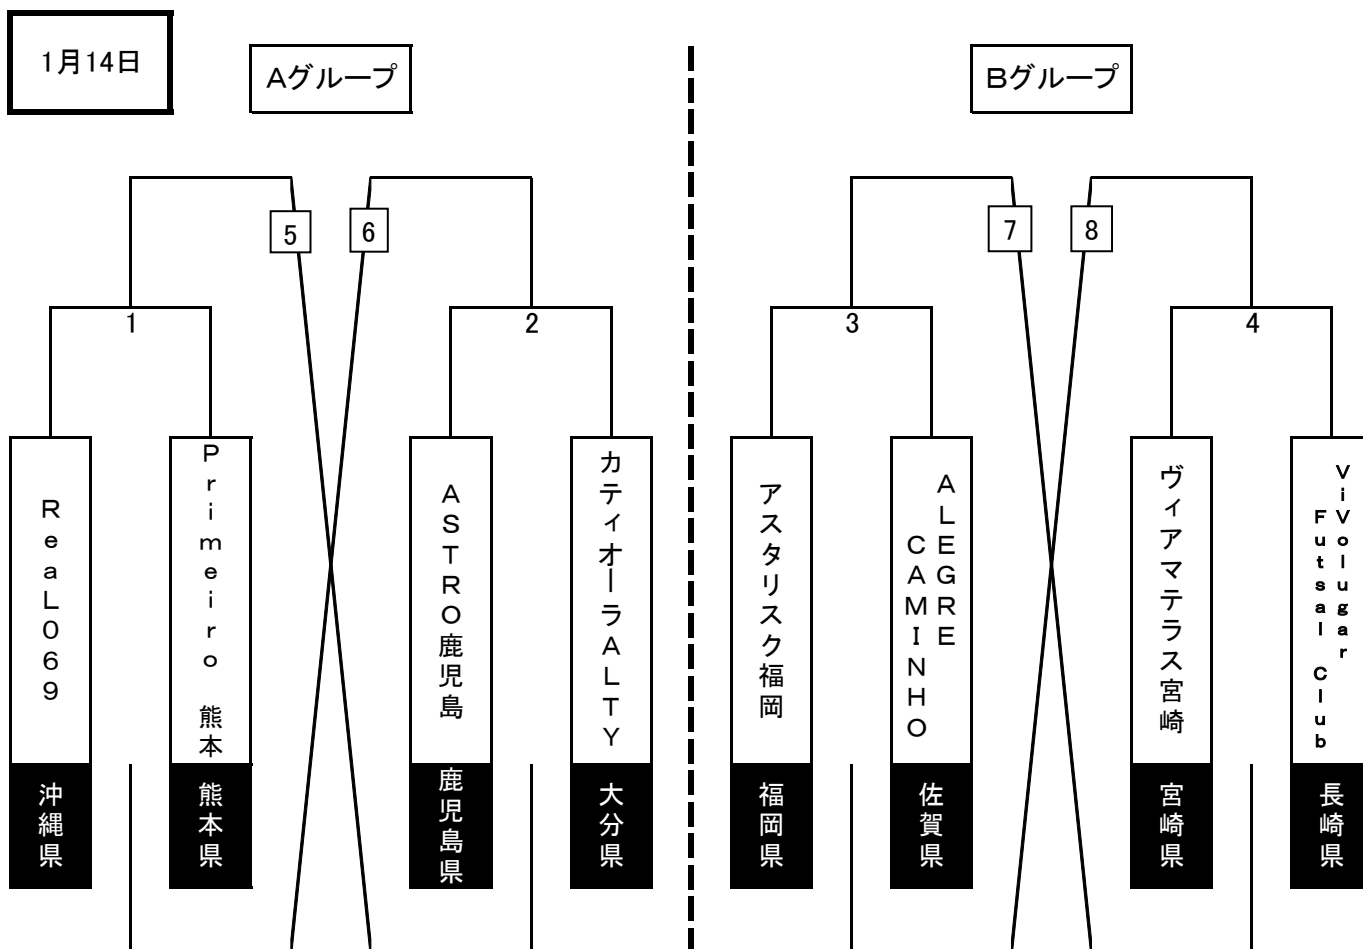 1月14日
Aグループ
Bグループ
5
6
7
8
1
2
3
4
ReaL069
Primeiro 熊本
ASTRO鹿児島
カティオーラALTY
アスタリスク福岡
ALEGRE
CAMINHO
ヴィアマテラス宮崎
ViVolugar
Futsal Club
沖縄県
熊本県
鹿児島県
大分県
福岡県
佐賀県
宮崎県
長崎県